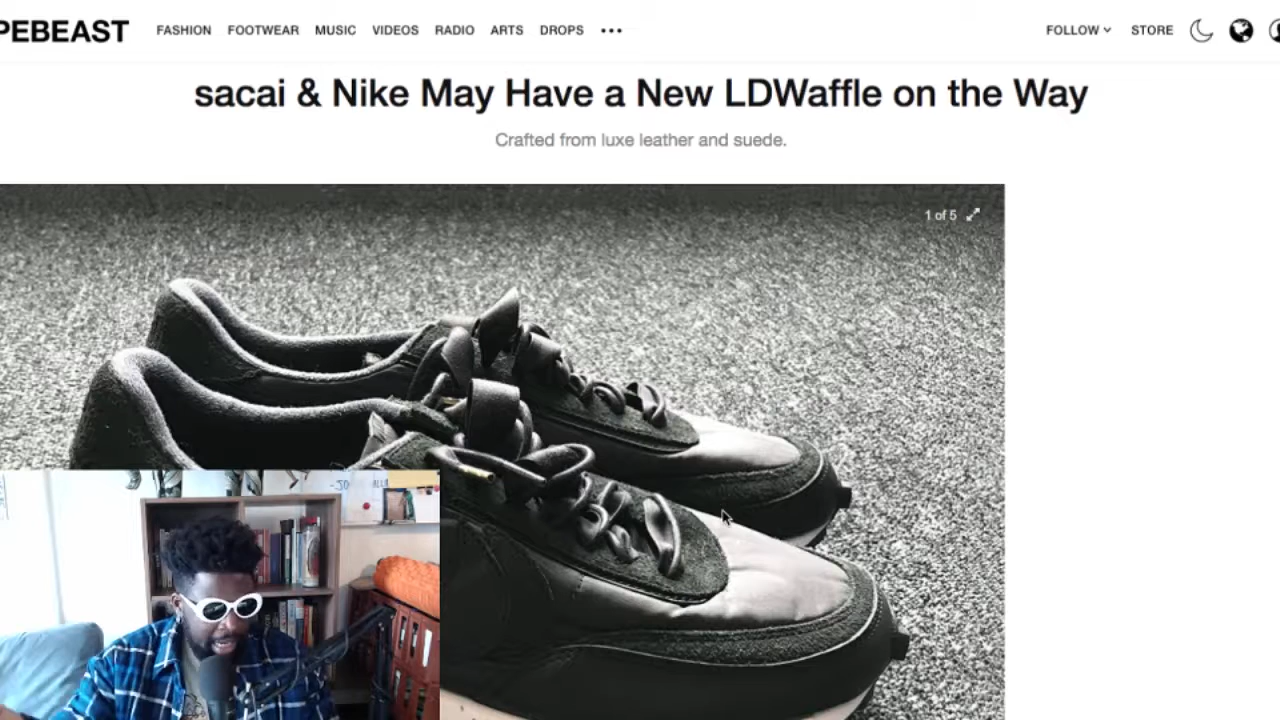 PEBEAST FASHION FOOTWEAR MUSIC VIDEOS RADIO ARTS DROPS ••• FOLLOW STORE
sacai & Nike May Have a New LDWaffle on the Way
Crafted from luxe leather and suede.
1 of 5
-30